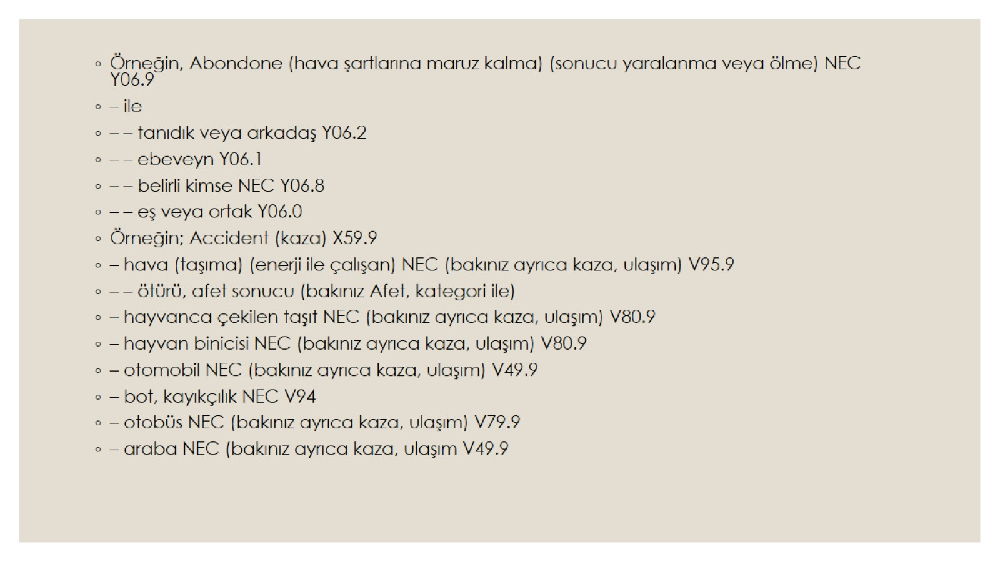 ◦ Örneğin, Abondone (hava şartlarına maruz kalma) (sonucu yaralanma veya ölme) NEC
Y06.9
◦ – ile
◦ – – tanıdık veya arkadaş Y06.2
◦ – – ebeveyn Y06.1
◦ – – belirli kimse NEC Y06.8
◦ – – eş veya ortak Y06.0
◦ Örneğin; Accident (kaza) X59.9
◦ – hava (taşıma) (enerji ile çalışan) NEC (bakınız ayrıca kaza, ulaşım) V95.9
◦ – – ötürü, afet sonucu (bakınız Afet, kategori ile)
◦ – hayvanca çekilen taşıt NEC (bakınız ayrıca kaza, ulaşım) V80.9
◦ – hayvan binicisi NEC (bakınız ayrıca kaza, ulaşım) V80.9
◦ – otomobil NEC (bakınız ayrıca kaza, ulaşım) V49.9
◦ – bot, kayıkçılık NEC V94
◦ – otobüs NEC (bakınız ayrıca kaza, ulaşım) V79.9
◦ – araba NEC (bakınız ayrıca kaza, ulaşım V49.9